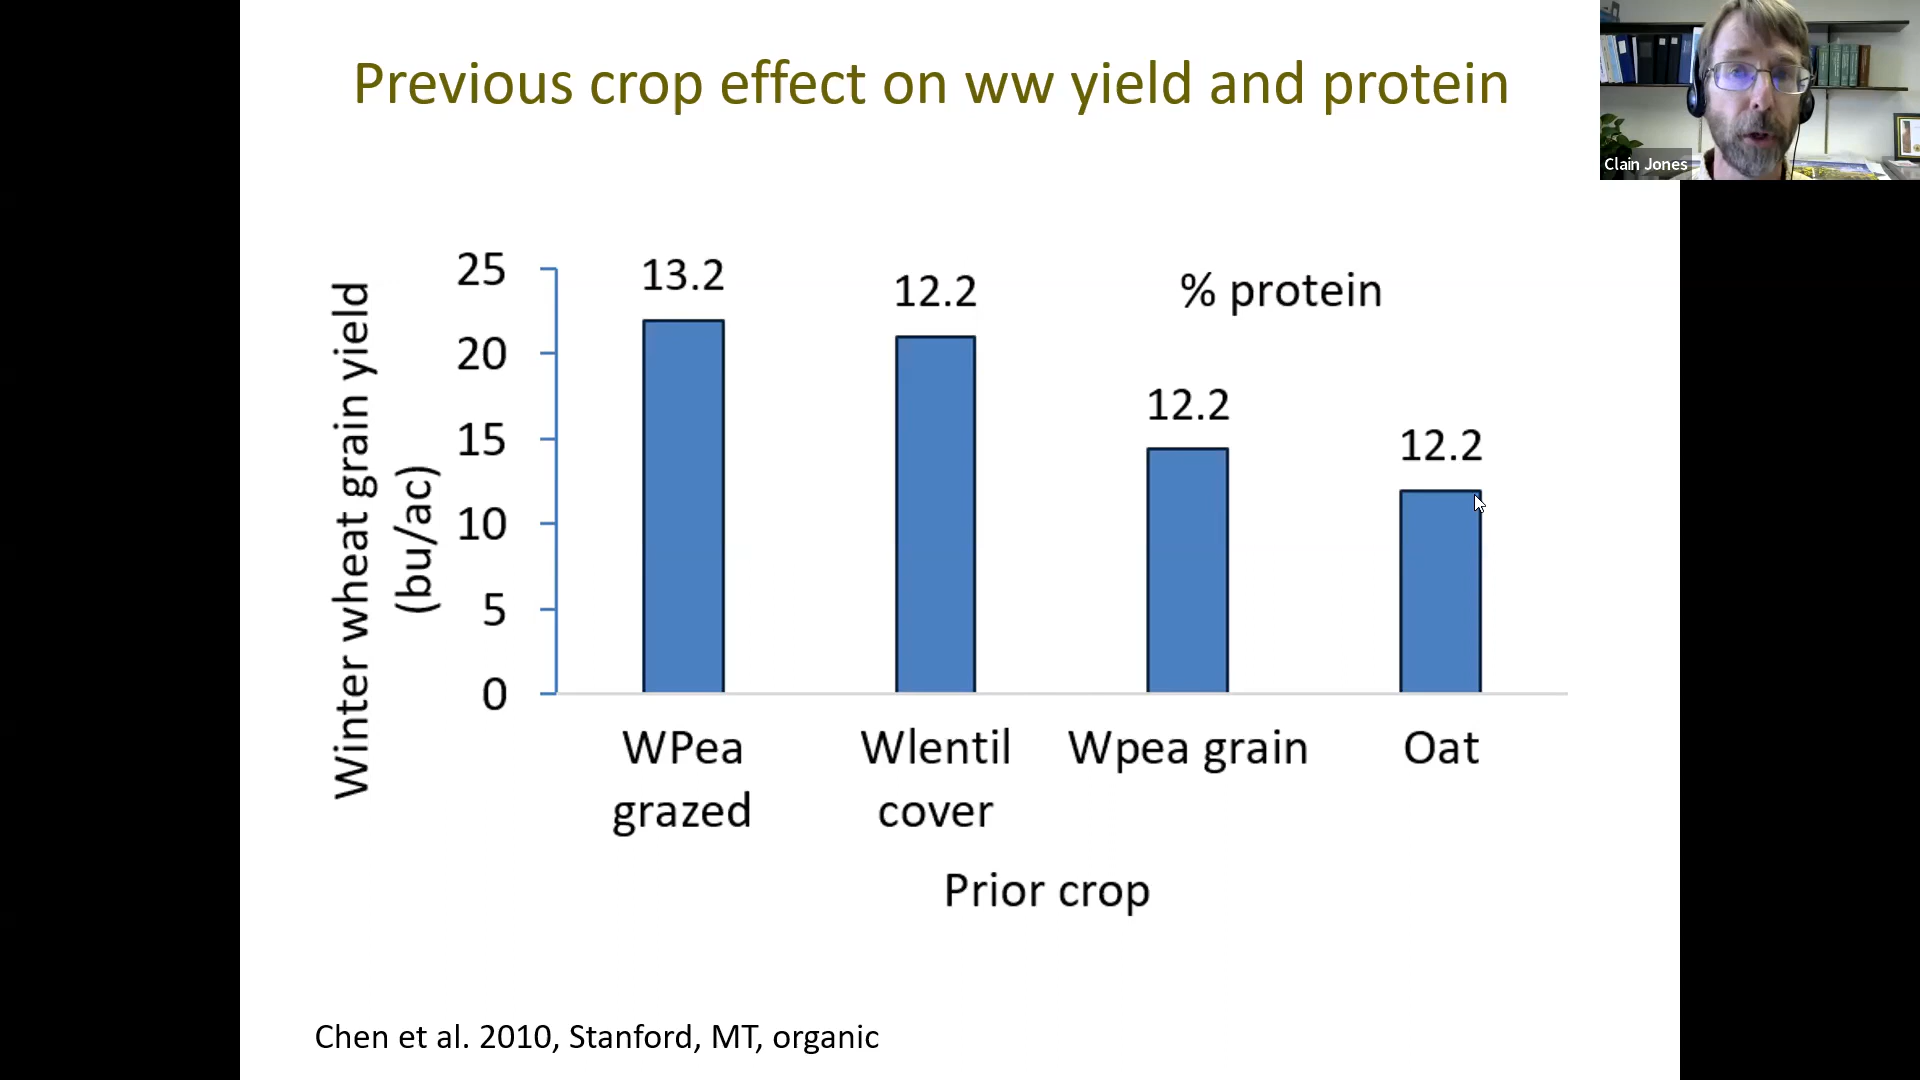 Previous crop effect on ww yield and protein
Clain Jones
Winter wheat grain yield
(bu/ac)
25
20
15
10
5
0
13.2
12.2
12.2
12.2
% protein
WPea
grazed
Wlentil
cover
Wpea grain
Oat
Prior crop
Chen et al. 2010, Stanford, MT, organic